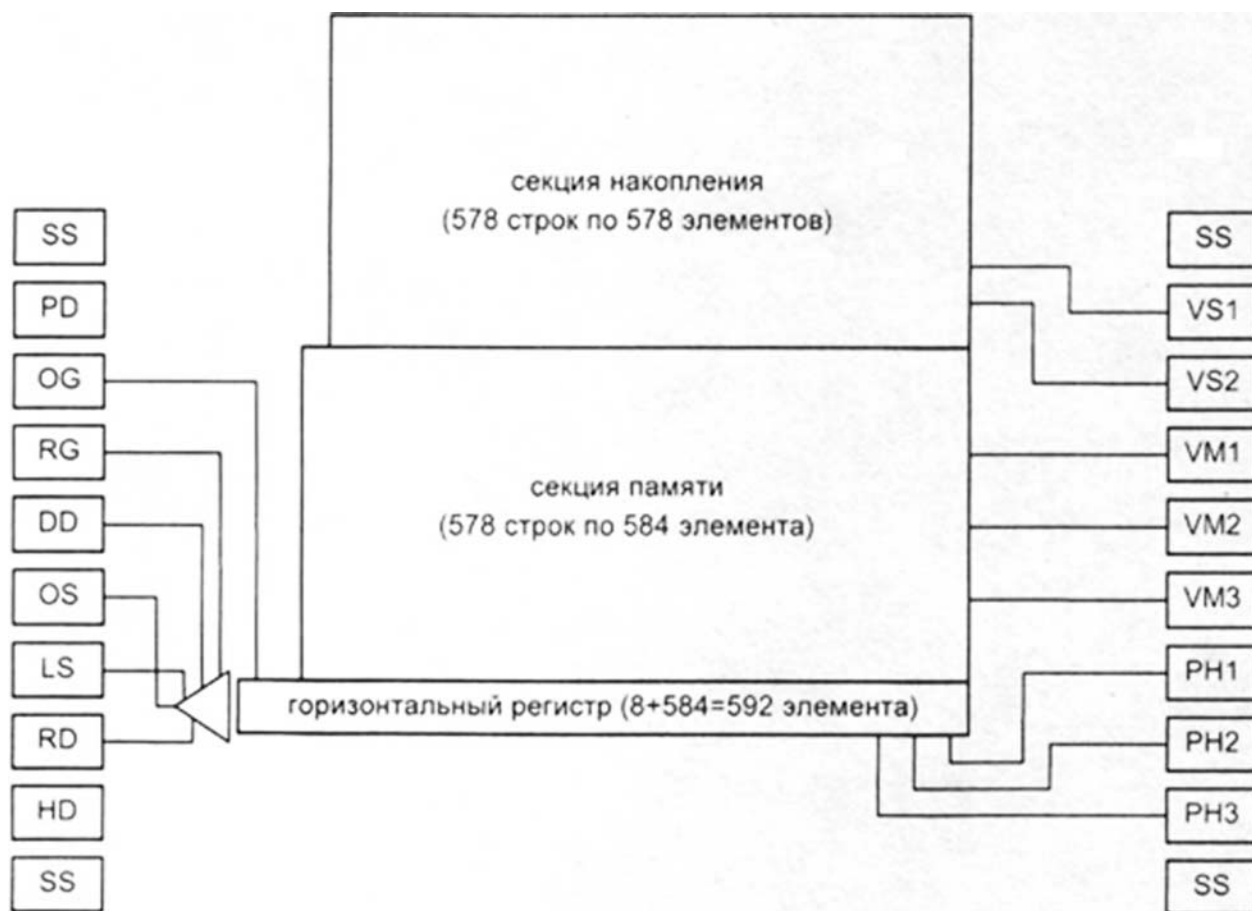 секция накопления
(578 строк по 578 элементов)
SS
PD
OG
RG
DD
OS
LS
RD
HD
SS
секция памяти
(578 строк по 584 элемента)
горизонтальный регистр (8+584=592 элемента)
SS
VS1
VS2
VM1
VM2
VM3
PH1
PH2
PH3
SS